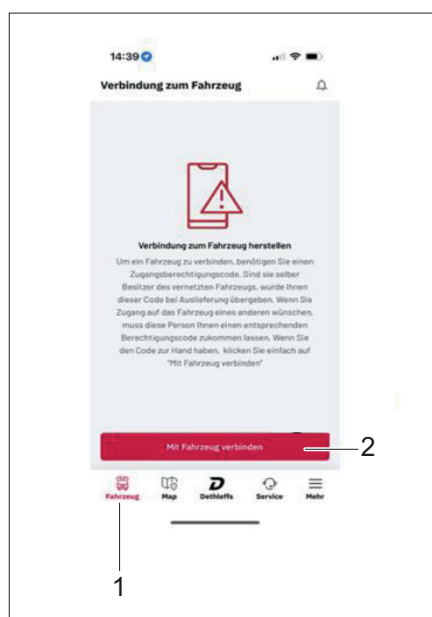 14:39
Verbindung zum Fahrzeug
Verbindung zum Fahrzeug herstellen
Um ein Fahrzeug zu verbinden, benötigen Sie einen
Zugangsberechtigungscode. Sind sie selber
Besitzer des vernetzten Fahrzeugs, wurde Ihnen
dieser Code bei Auslieferung übergeben. Wenn Sie
Zugang auf das Fahrzeug eines anderen wünschen,
muss diese Person Ihnen einen entsprechenden
Berechtigungscode zukommen lassen. Wenn Sie
den Code zur Hand haben, klicken Sie einfach auf
"Mit Fahrzeug verbinden"
Mit Fahrzeug verbinden
2
Fahrzeug Map Dethleffs Service Mehr
1